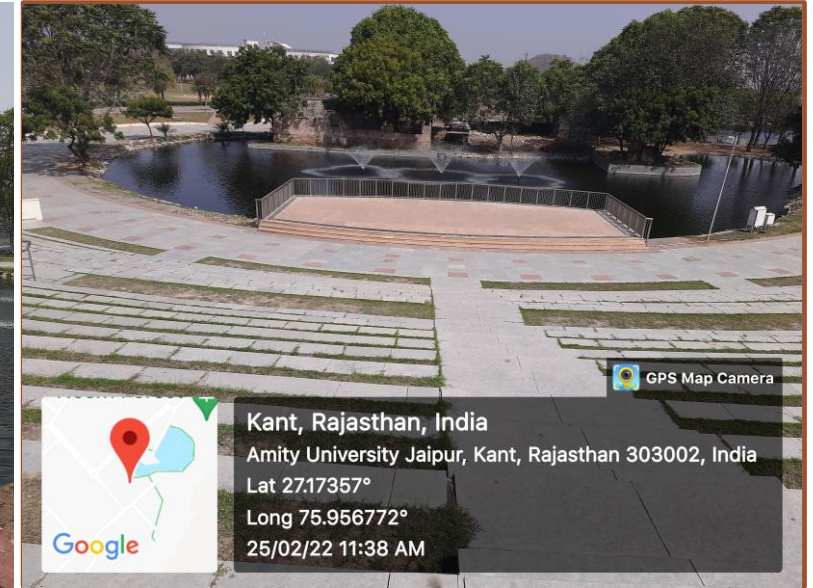 GPS Map Camera
Kant, Rajasthan, India
Amity University Jaipur, Kant, Rajasthan 303002, India
Lat 27.17357°
Long 75.956772°
25/02/22 11:38 AM
Google